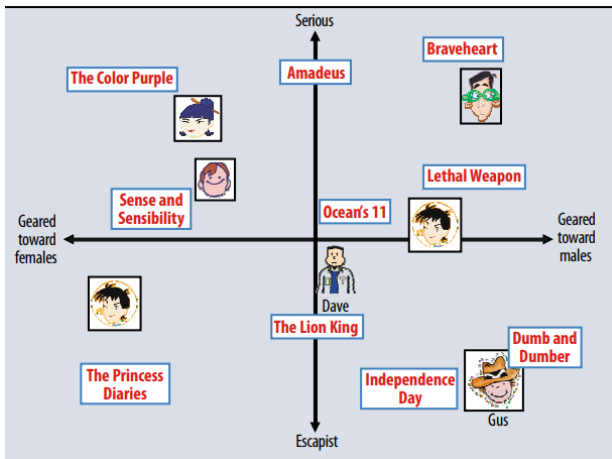 Serious
Braveheart
The Color Purple
Amadeus
Lethal Weapon
Sense and
Sensibility
Ocean's 11
Geared
toward
females
Geared
toward
males
Dave
The Lion King
Dumb and
Dumber
The Princess
Diaries
Independence
Day
Gus
Escapist